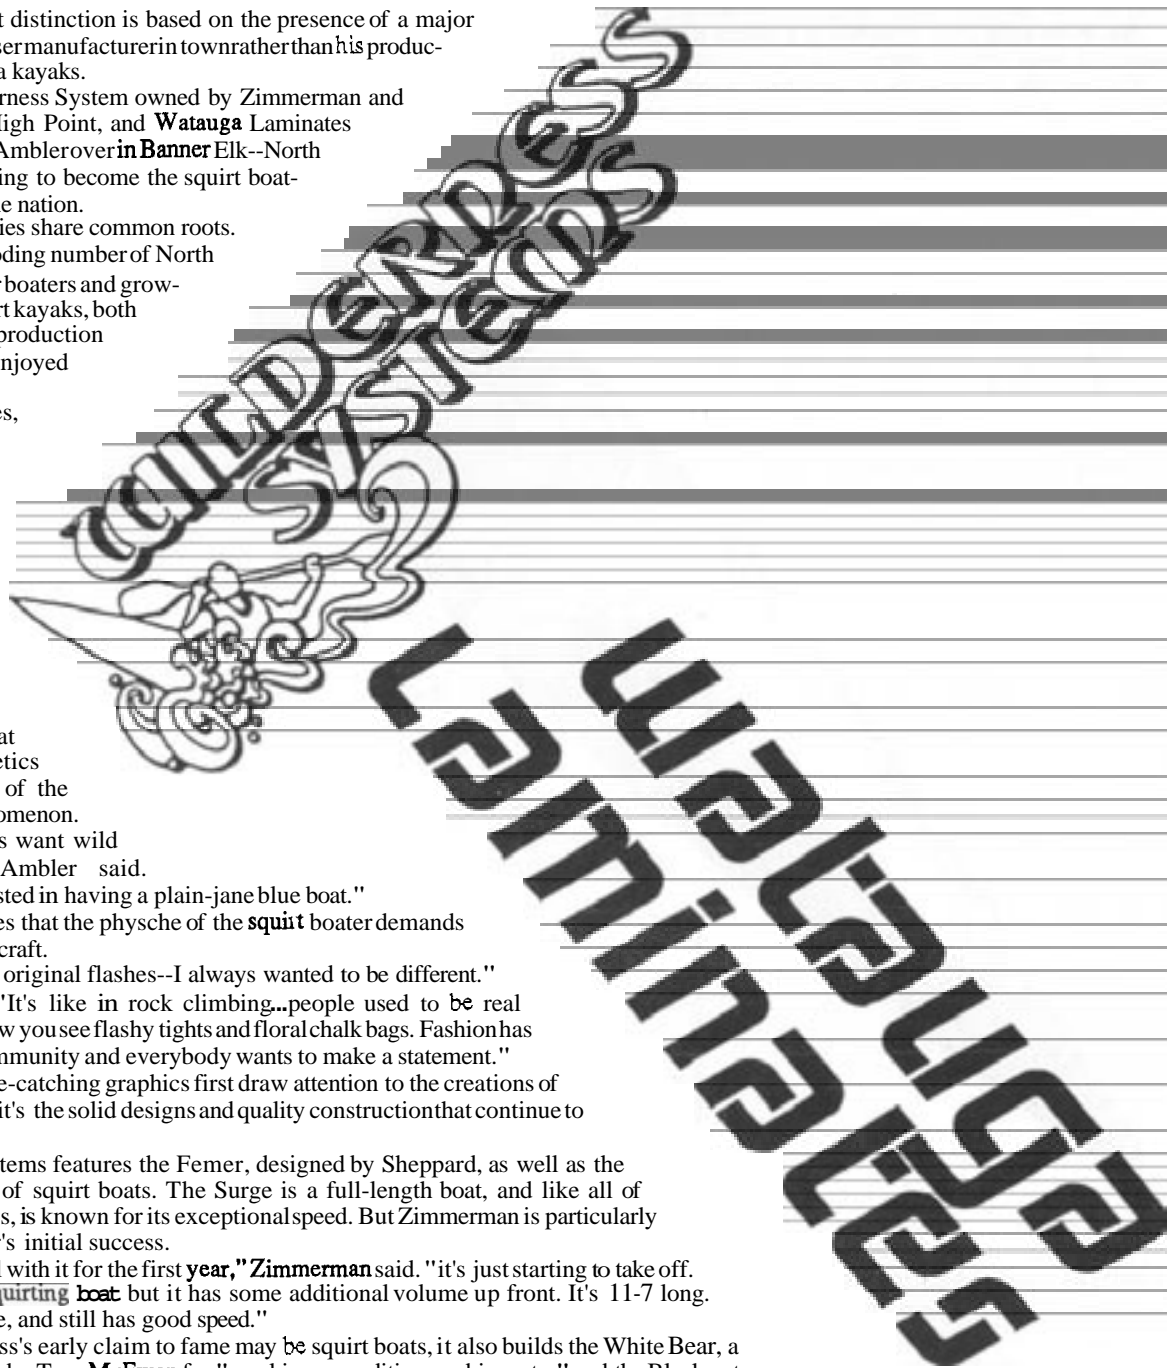 t distinction is based on the presence of a major
ser manufacturer in town rather than his produc-
a kayaks.
rness System owned by Zimmerman and
High Point, and Watauga Laminates
Ambler over in Banner Elk--North
ing to become the squirt boat-
e nation.
ies share common roots.
oding number of North
r boaters and grow-
rt kayaks, both
production
njoyed
es,
WILDERNESS
SYSTEMS
at
etics
of the
omenon.
s want wild
Ambler said.
sted in having a plain-jane blue boat."
es that the physche of the squirt boater demands
craft.
original flashes--I always wanted to be different."
"It's like in rock climbing...people used to be real
w you see flashy tights and floral chalk bags. Fashion has
mmunity and everybody wants to make a statement."
e-catching graphics first draw attention to the creations of
it's the solid designs and quality construction that continue to
tems features the Femer, designed by Sheppard, as well as the
of squirt boats. The Surge is a full-length boat, and like all of
s, is known for its exceptional speed. But Zimmerman is particularly
r's initial success.
l with it for the first year," Zimmerman said. "it's just starting to take off.
quirting boat but it has some additional volume up front. It's 11-7 long.
e, and still has good speed."
ss's early claim to fame may be squirt boats, it also builds the White Bear, a
Watauga
Laminates